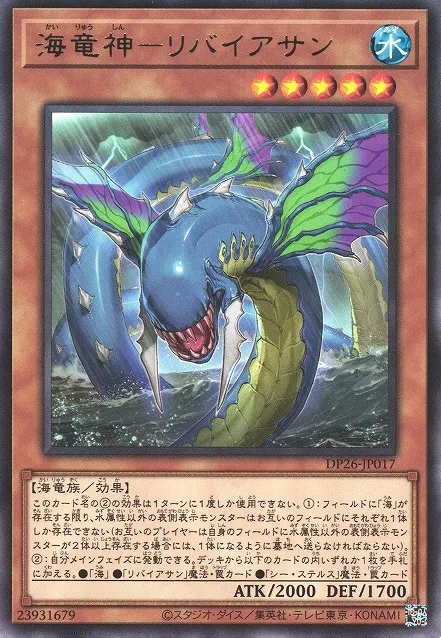 海竜神－リバイアサン
水
DP26-JP017
【海竜族／効果】
このカード名の②の効果は１ターンに１度しか使用できない。①：フィールドに「海」が
存在する限り、水属性以外の表側表示モンスターはお互いのフィールドにそれぞれ１体
しか存在できない(お互いのプレイヤーは自身のフィールドに水属性以外の表側表示モン
スターが２体以上存在する場合には、１体になるように墓地へ送らなければならない)。
②：自分メインフェイズに発動できる。デッキから以下のカードの内いずれか１枚を手札
に加える。●「海」●「リバイアサン」魔法・罠カード●「シー・ステルス」魔法・罠カード
ATK/2000 DEF/1700
23931679 ©スタジオ・ダイス／集英社・テレビ東京・KONAMI